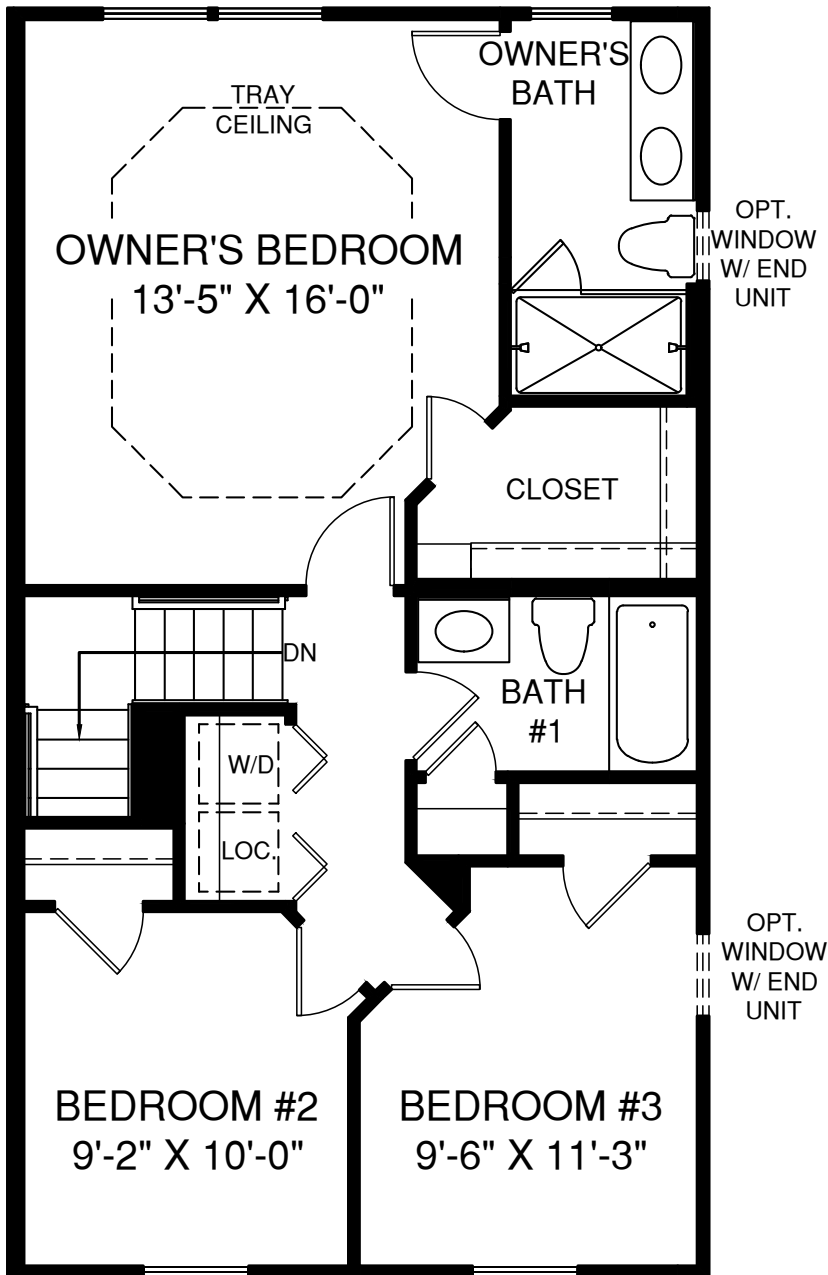 OWNER'S
BATH
TRAY
CEILING
OPT.
WINDOW
W/ END
UNIT
OWNER'S BEDROOM
13'-5" X 16'-0"
CLOSET
DN
BATH
#1
W/D
LOC.
OPT.
WINDOW
W/ END
UNIT
BEDROOM #2
9'-2" X 10'-0"
BEDROOM #3
9'-6" X 11'-3"